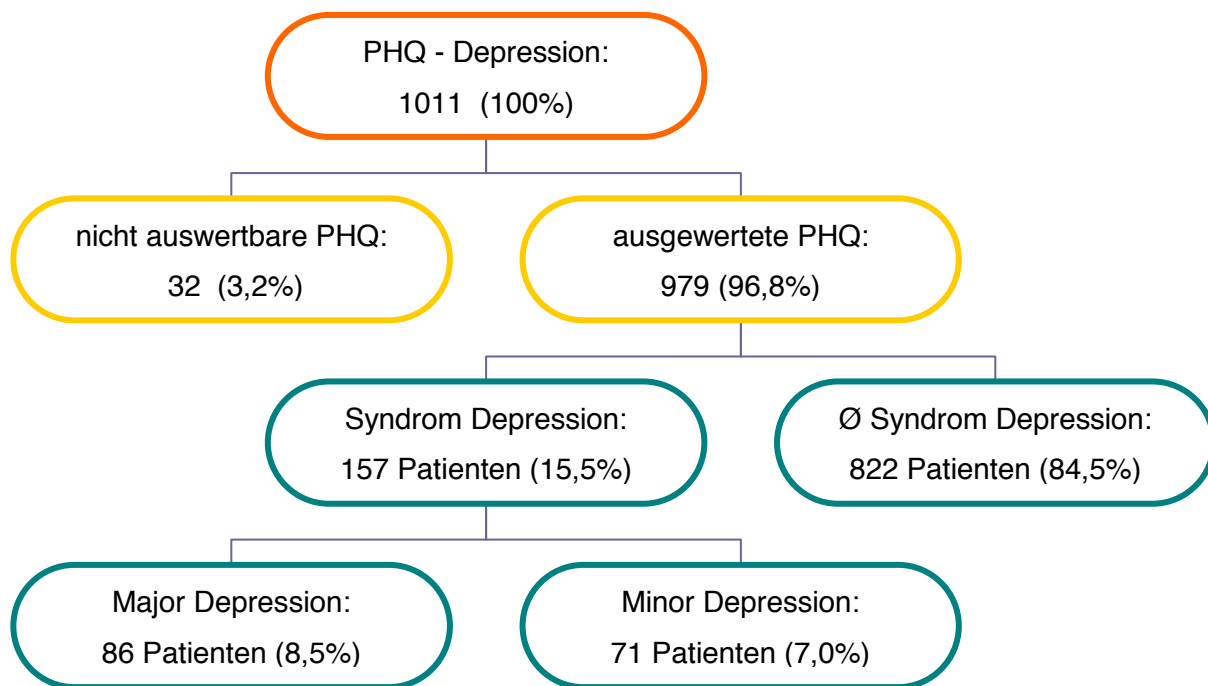 PHQ - Depression:
1011 (100%)
nicht auswertbare PHQ:
32 (3,2%)
ausgewertete PHQ:
979 (96,8%)
Syndrom Depression:
157 Patienten (15,5%)
Ø Syndrom Depression:
822 Patienten (84,5%)
Major Depression:
86 Patienten (8,5%)
Minor Depression:
71 Patienten (7,0%)